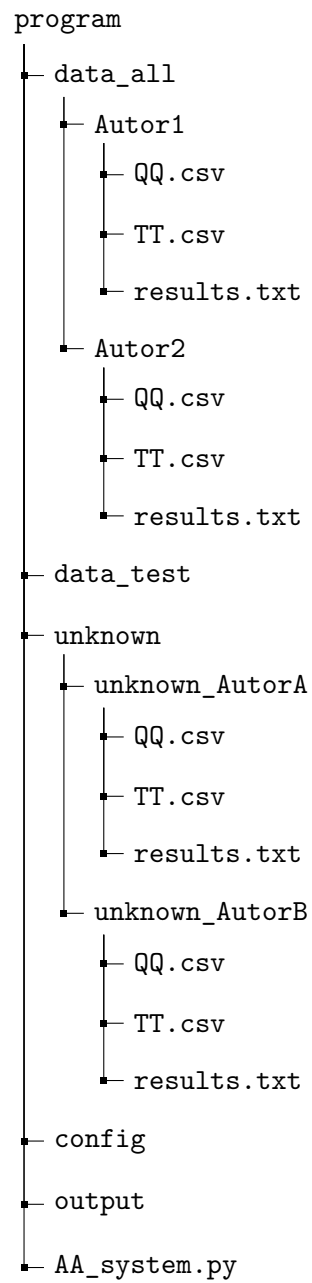 program
data_all
Autor1
QQ.csv
TT.csv
results.txt
Autor2
QQ.csv
TT.csv
results.txt
data_test
unknown
unknown_AutorA
QQ.csv
TT.csv
results.txt
unknown_AutorB
QQ.csv
TT.csv
results.txt
config
output
AA_system.py